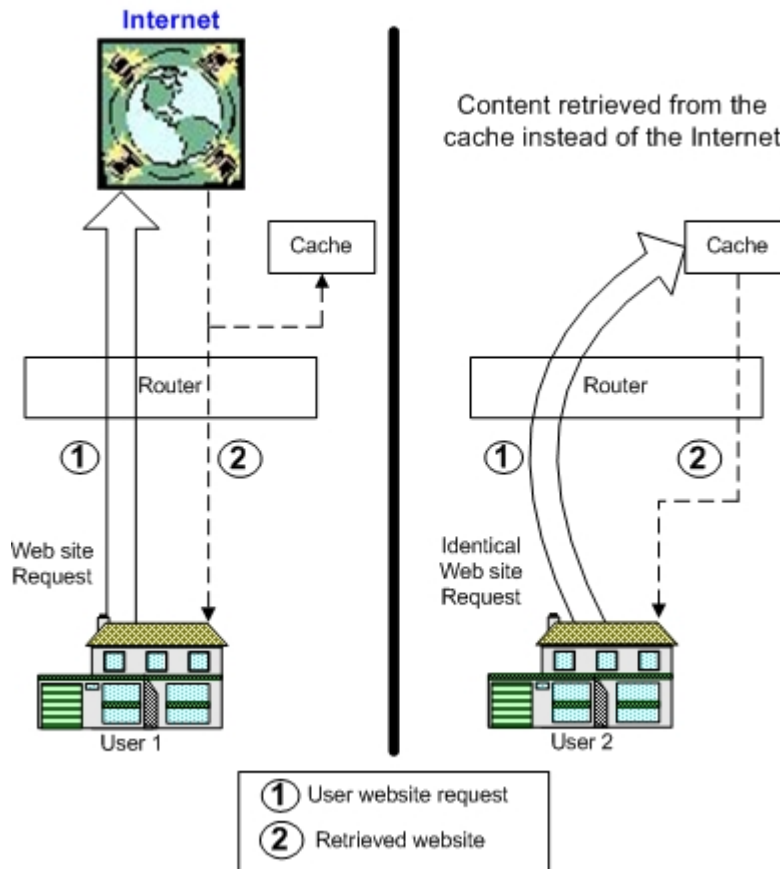 Internet
Cache
Router
1
2
Web site
Request
User 1
Content retrieved from the
cache instead of the Internet
Cache
Router
1
2
Identical
Web site
Request
User 2
1 User website request
2 Retrieved website